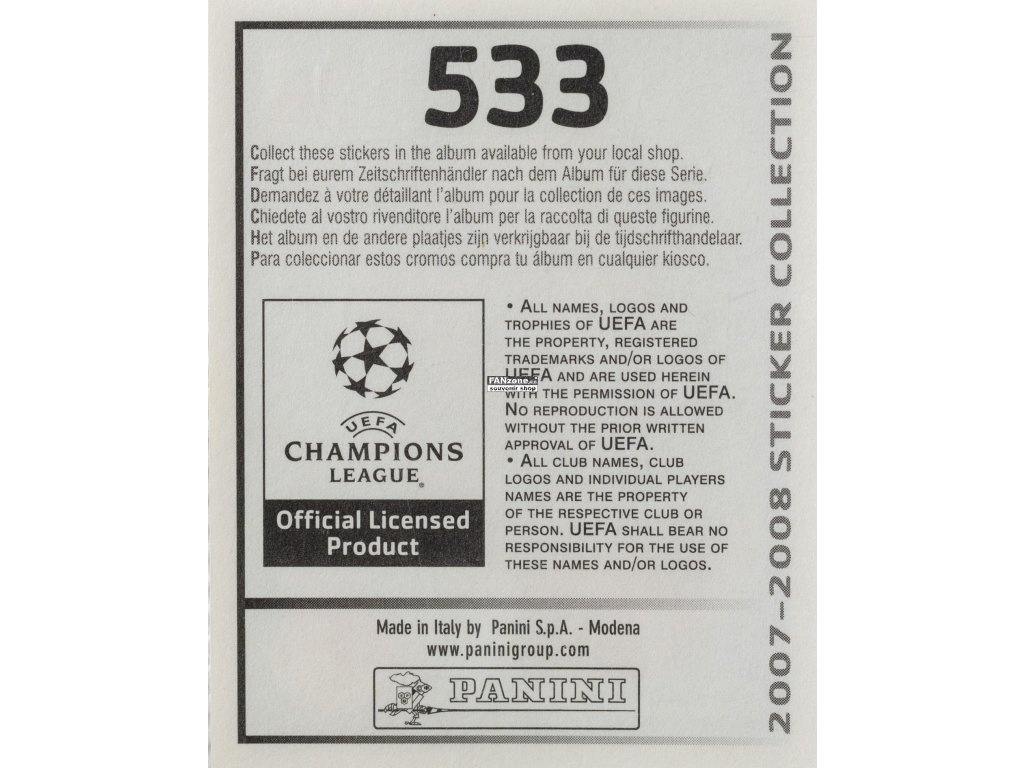 533
Collect these stickers in the album available from your local shop.
Fragt bei eurem Zeitschriftenhändler nach dem Album für diese Serie.
Demandez à votre détaillant l'album pour la collection de ces images.
Chiedete al vostro rivenditore l'album per la raccolta di queste figurine.
Het album en de andere plaatjes zijn verkrijgbaar bij de tijdschrifthandelaar.
Para coleccionar estos cromos compra tu álbum en cualquier kiosco.
UEFA
CHAMPIONS
LEAGUE®
Official Licensed
Product
• ALL NAMES, LOGOS AND
TROPHIES OF UEFA ARE
THE PROPERTY, REGISTERED
TRADEMARKS AND/OR LOGOS OF
UEFA AND ARE USED HEREIN
WITH THE PERMISSION OF UEFA.
NO REPRODUCTION IS ALLOWED
WITHOUT THE PRIOR WRITTEN
APPROVAL OF UEFA.
• ALL CLUB NAMES, CLUB
LOGOS AND INDIVIDUAL PLAYERS
NAMES ARE THE PROPERTY
OF THE RESPECTIVE CLUB OR
PERSON. UEFA SHALL BEAR NO
RESPONSIBILITY FOR THE USE OF
THESE NAMES AND/OR LOGOS.
FANzone.cz
souvenir shop
Made in Italy by Panini S.p.A. - Modena
www.paninigroup.com
PANINI
2007-2008 STICKER COLLECTION